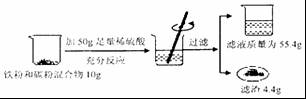 加50g足量稀硫酸
充分反应
过滤
滤液质量为55.4g
铁粉和碳粉混合物10g
滤渣4.4g